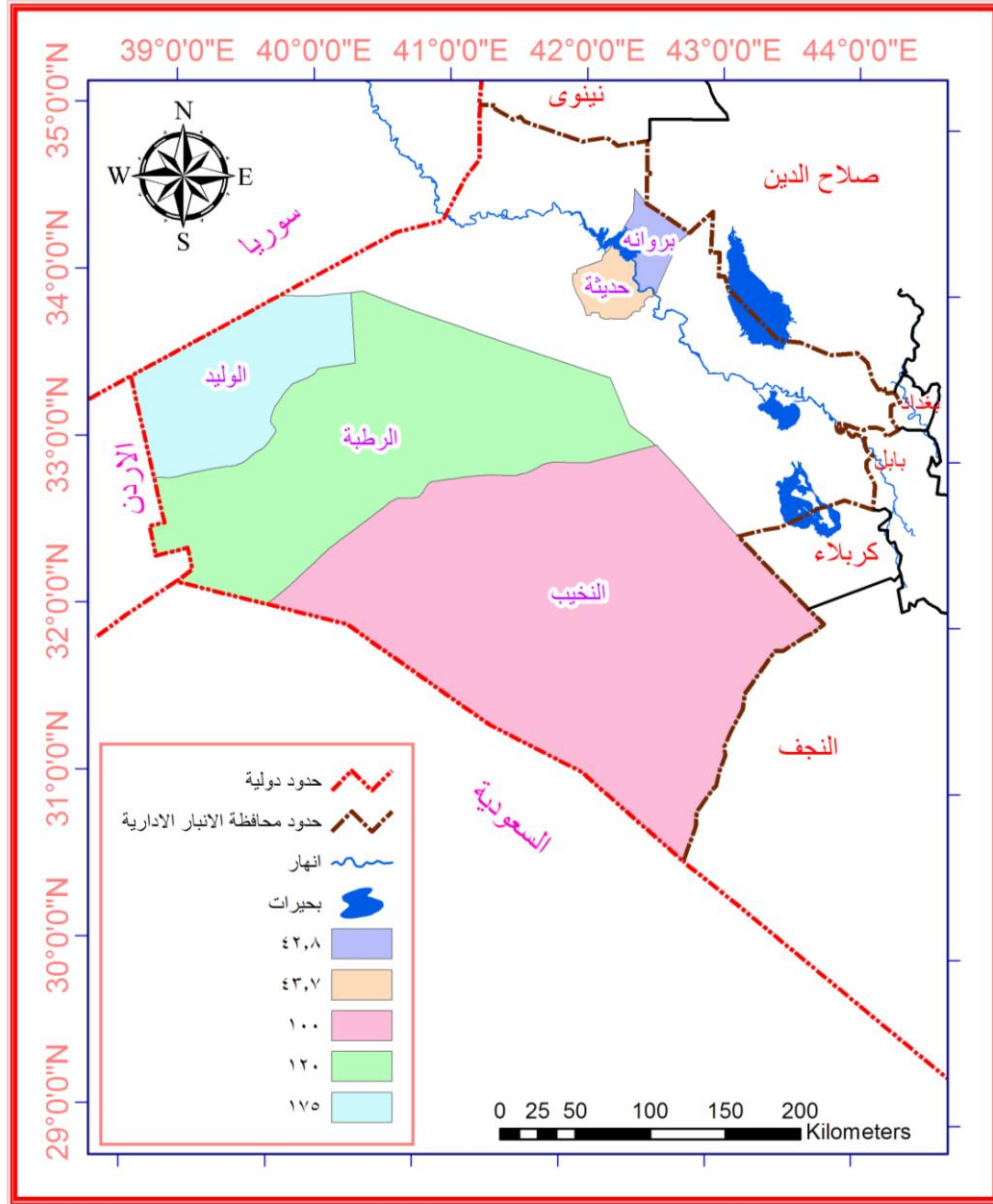 39°0'0"E 40°0'0"E 41°0'0"E 42°0'0"E 43°0'0"E 44°0'0"E
35°0'0"N
34°0'0"N
33°0'0"N
32°0'0"N
31°0'0"N
30°0'0"N
29°0'0"N
N
W E
S
نينوى
صلاح الدين
سوريا
بروانه
حديثة
الوليد
بغداد
الرطبة
بابل
الاردن
كربلاء
النخيب
النجف
السعودية
حدود دولية
حدود محافظة الانبار الادارية
انهار
بحيرات
٤٢,٨
٤٣,٧
١٠٠
١٢٠
١٧٥
0 25 50 100 150 200
Kilometers